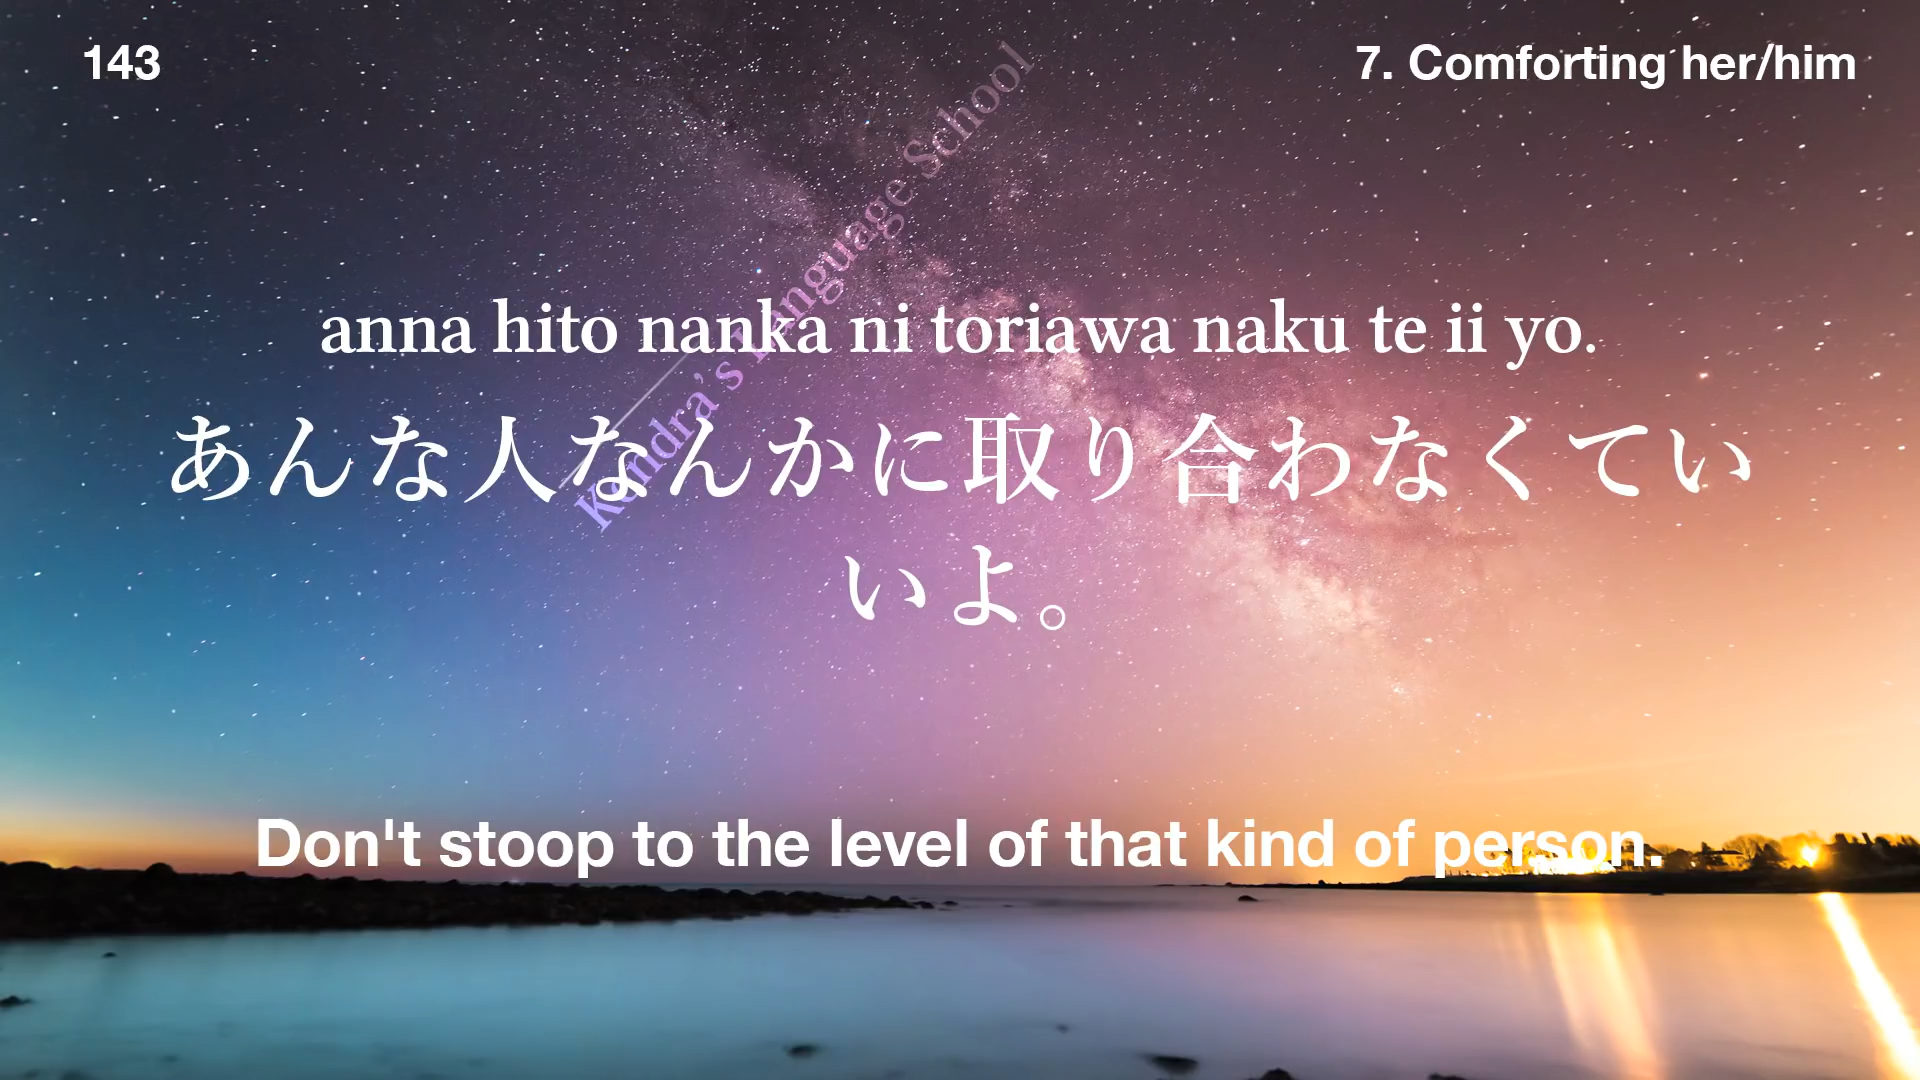 143
7. Comforting her/him
Kendra's Language School
anna hito nanka ni toriawa naku te ii yo.
あんな人なんかに取り合わなくてい
いよ。
Don't stoop to the level of that kind of person.